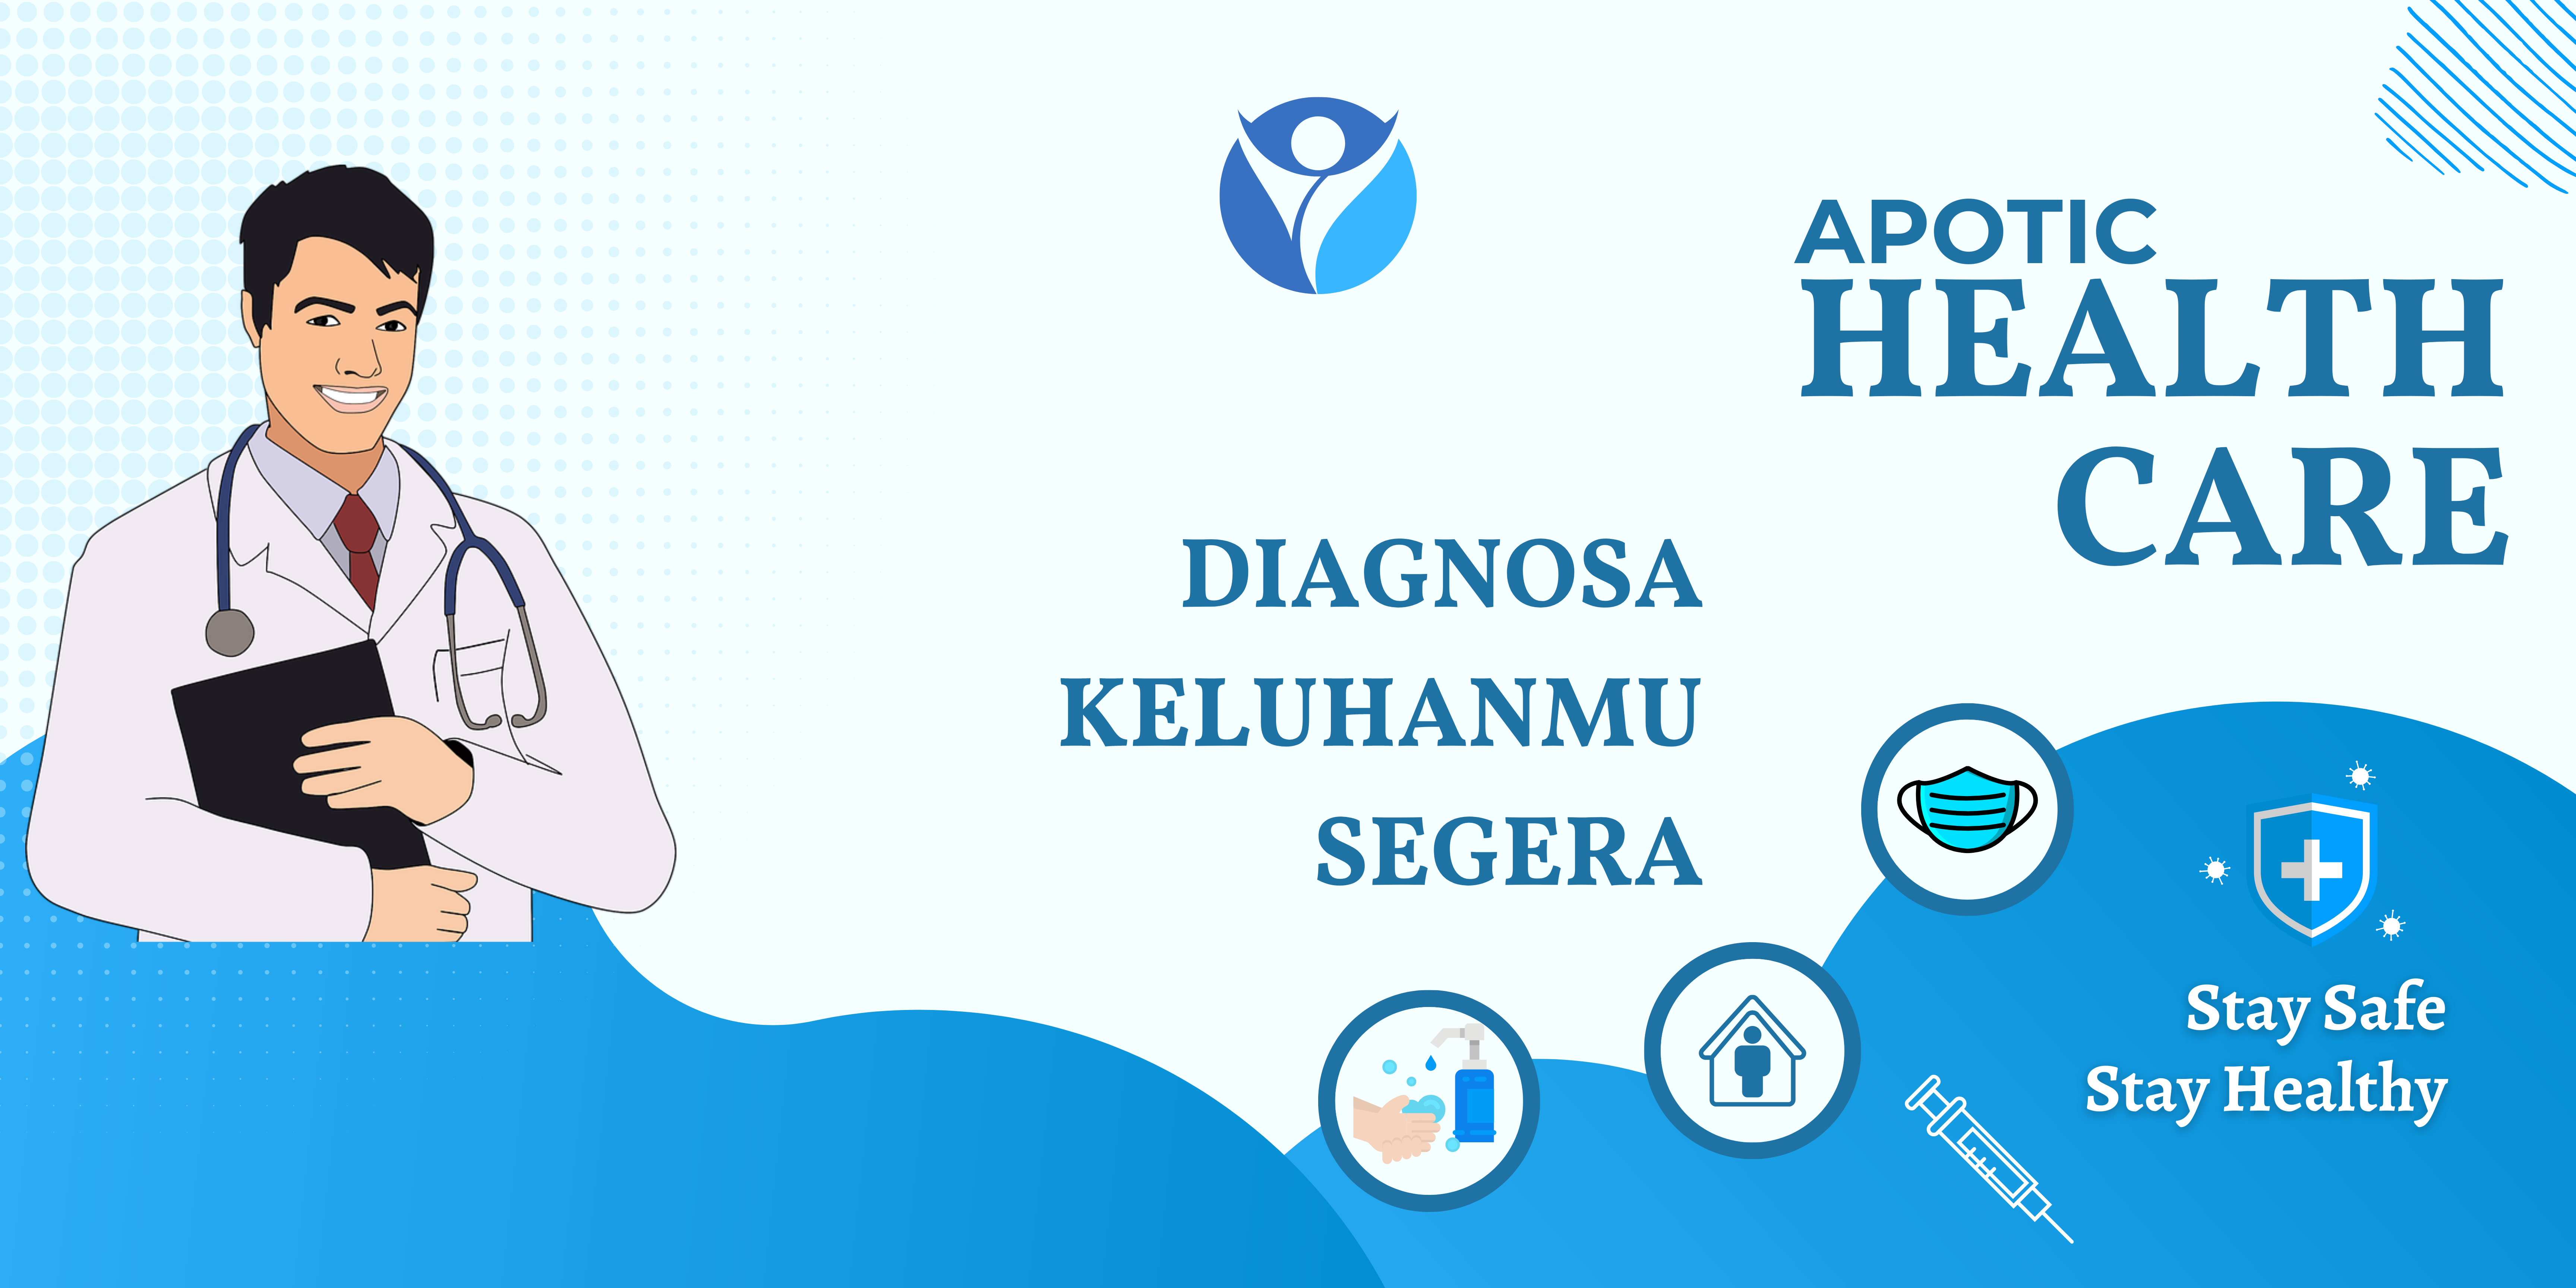 APOTIC
HEALTH
CARE
DIAGNOSA
KELUHANMU
SEGERA
Stay Safe
Stay Healthy